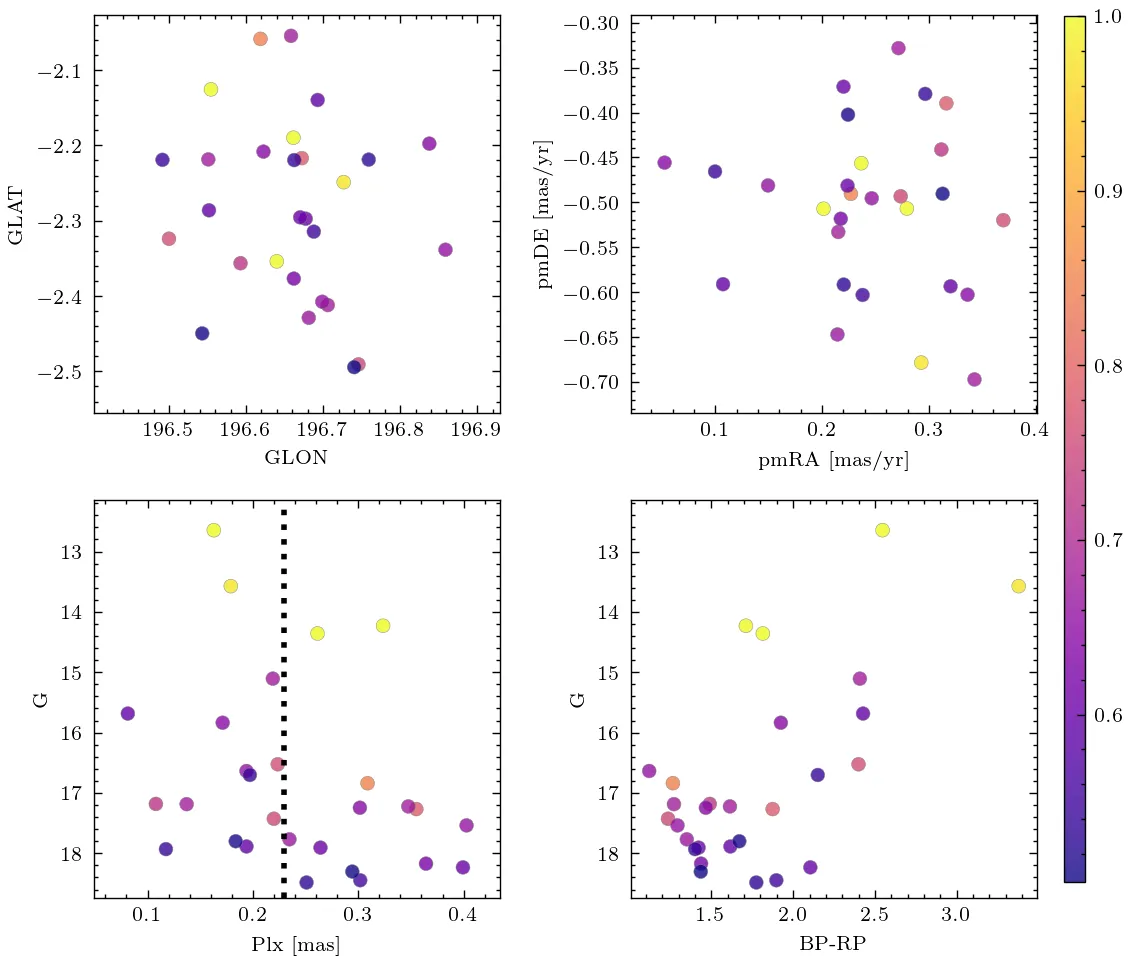 −2.1
−2.2
−2.3
−2.4
−2.5
GLAT
196.5 196.6 196.7 196.8 196.9
GLON
−0.30
−0.35
−0.40
−0.45
−0.50
−0.55
−0.60
−0.65
−0.70
pmDE [mas/yr]
0.1 0.2 0.3 0.4
pmRA [mas/yr]
13
14
15
16
17
18
G
0.1 0.2 0.3 0.4
Plx [mas]
13
14
15
16
17
18
G
1.5 2.0 2.5 3.0
BP-RP
1.0
0.9
0.8
0.7
0.6